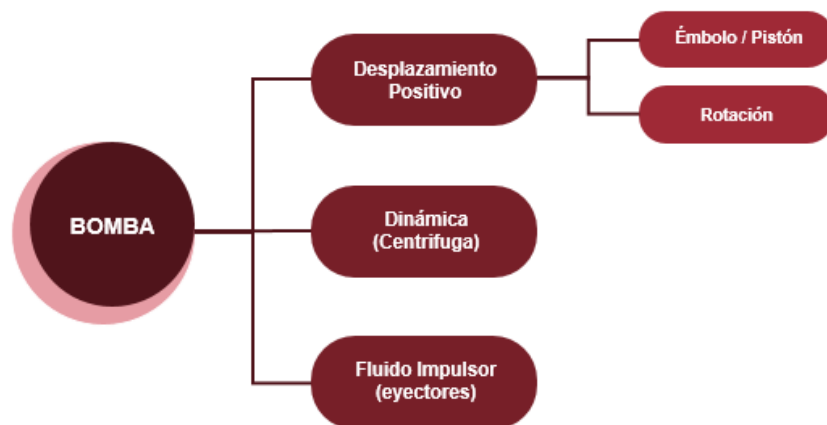 BOMBA
Desplazamiento
Positivo
Émbolo / Pistón
Rotación
Dinámica
(Centrifuga)
Fluido Impulsor
(eyectores)